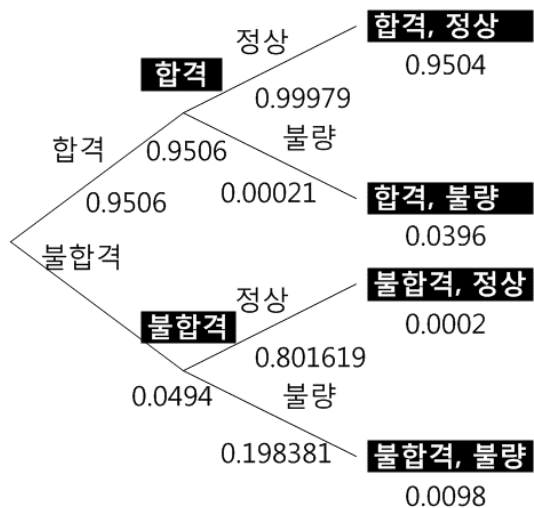 정상
합격, 정상
합격
0.9504
0.99979
합격
0.9506
불량
0.9506
0.00021
합격, 불량
0.0396
불합격
정상
불합격, 정상
불합격
0.0002
0.801619
0.0494
불량
0.198381
불합격, 불량
0.0098